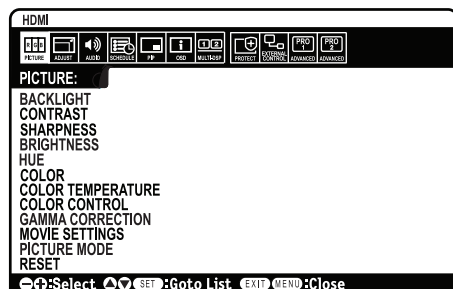 HDMI
RGB
PICTURE ADJUST AUDIO SCHEDULE PIP OSD MULTI-DSP PROTECT EXTERNAL CONTROL PRO 1 ADVANCED PRO 2 ADVANCED
PICTURE:
BACKLIGHT
CONTRAST
SHARPNESS
BRIGHTNESS
HUE
COLOR
COLOR TEMPERATURE
COLOR CONTROL
GAMMA CORRECTION
MOVIE SETTINGS
PICTURE MODE
RESET
:Select SET :Goto List EXIT MENU :Close